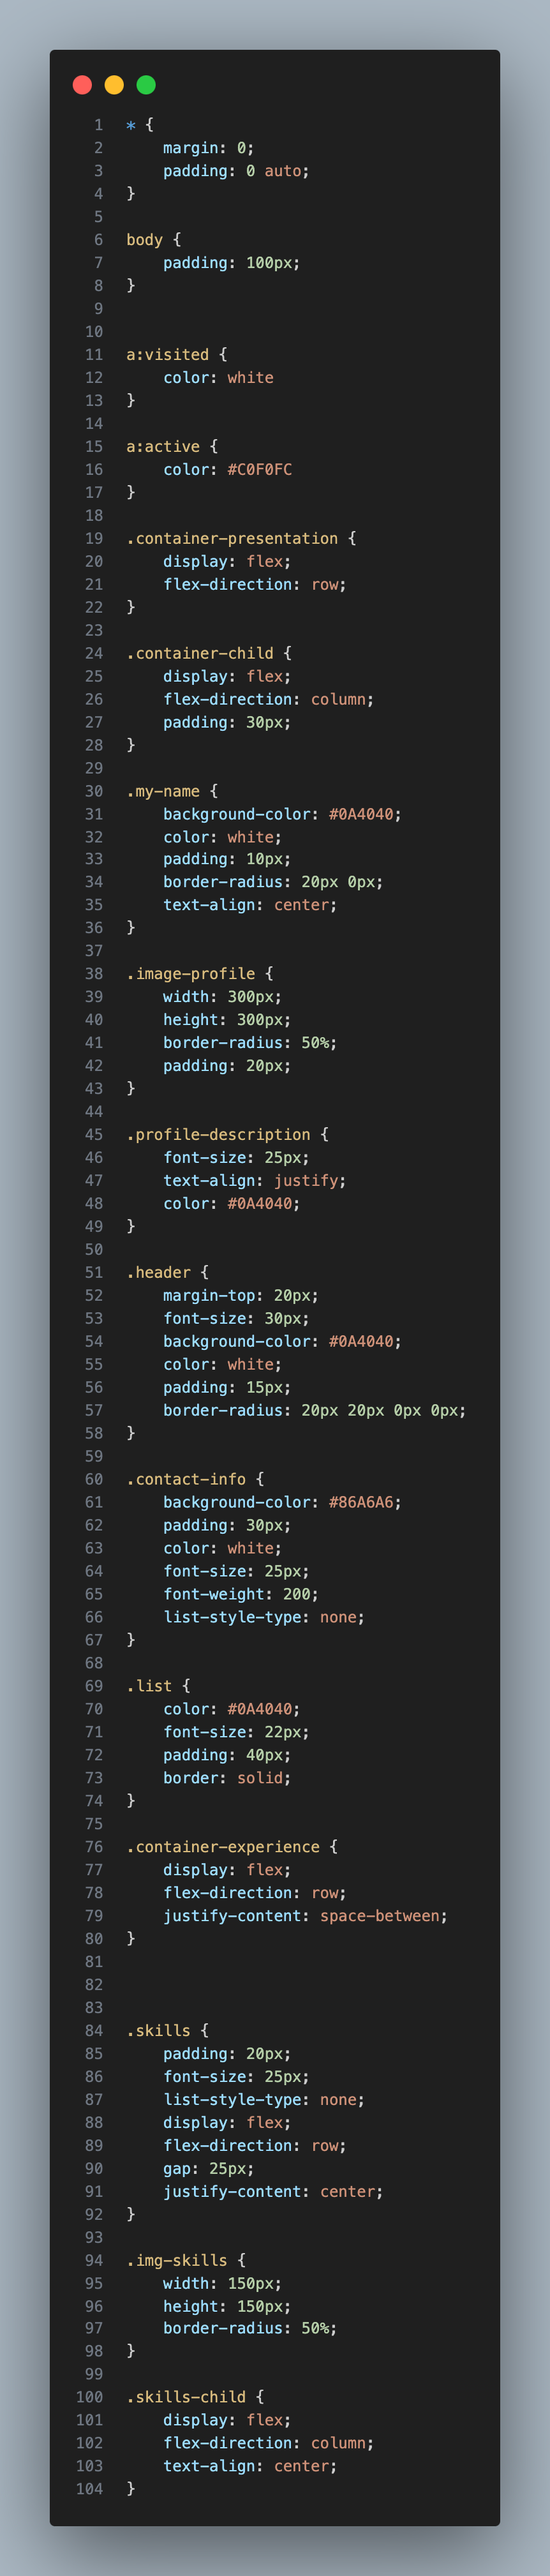 1 * {
2     margin: 0;
3     padding: 0 auto;
4 }
5
6 body {
7     padding: 100px;
8 }
9
10
11 a:visited {
12     color: white
13 }
14
15 a:active {
16     color: #C0F0FC
17 }
18
19 .container-presentation {
20     display: flex;
21     flex-direction: row;
22 }
23
24 .container-child {
25     display: flex;
26     flex-direction: column;
27     padding: 30px;
28 }
29
30 .my-name {
31     background-color: #0A4040;
32     color: white;
33     padding: 10px;
34     border-radius: 20px 0px;
35     text-align: center;
36 }
37
38 .image-profile {
39     width: 300px;
40     height: 300px;
41     border-radius: 50%;
42     padding: 20px;
43 }
44
45 .profile-description {
46     font-size: 25px;
47     text-align: justify;
48     color: #0A4040;
49 }
50
51 .header {
52     margin-top: 20px;
53     font-size: 30px;
54     background-color: #0A4040;
55     color: white;
56     padding: 15px;
57     border-radius: 20px 20px 0px 0px;
58 }
59
60 .contact-info {
61     background-color: #86A6A6;
62     padding: 30px;
63     color: white;
64     font-size: 25px;
65     font-weight: 200;
66     list-style-type: none;
67 }
68
69 .list {
70     color: #0A4040;
71     font-size: 22px;
72     padding: 40px;
73     border: solid;
74 }
75
76 .container-experience {
77     display: flex;
78     flex-direction: row;
79     justify-content: space-between;
80 }
81
82
83
84 .skills {
85     padding: 20px;
86     font-size: 25px;
87     list-style-type: none;
88     display: flex;
89     flex-direction: row;
90     gap: 25px;
91     justify-content: center;
92 }
93
94 .img-skills {
95     width: 150px;
96     height: 150px;
97     border-radius: 50%;
98 }
99
100 .skills-child {
101     display: flex;
102     flex-direction: column;
103     text-align: center;
104 }